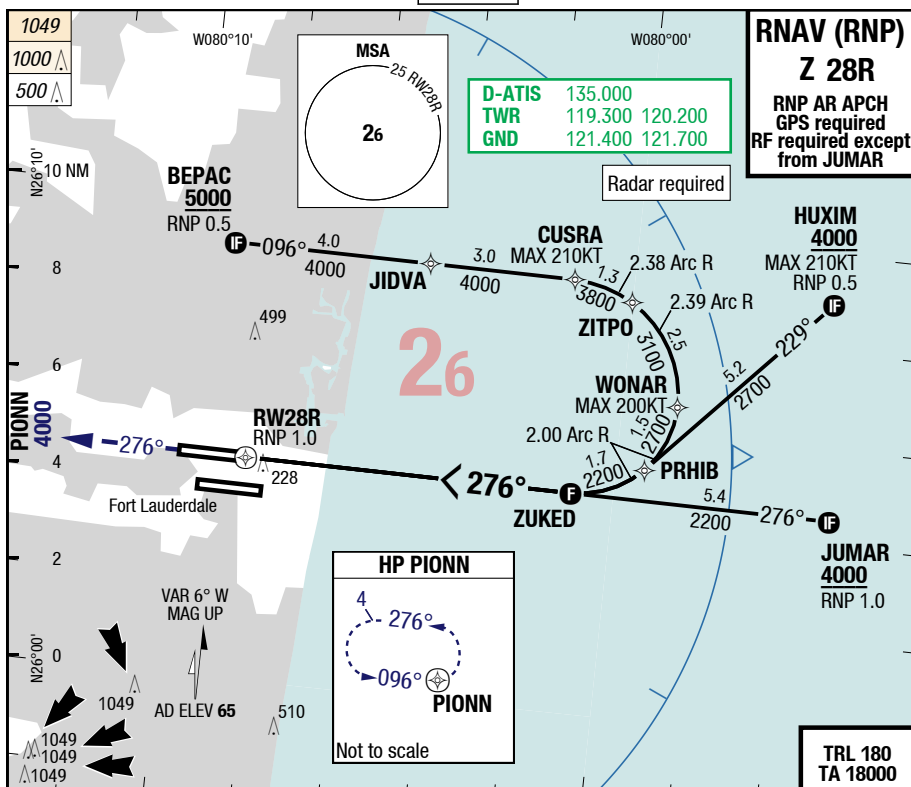 1049
1000
500
W080°10'
W080°00'
MSA
25 RW28R
26
D-ATIS 135.000
TWR 119.300 120.200
GND 121.400 121.700
RNAV (RNP)
Z 28R
RNP AR APCH
GPS required
RF required except
from JUMAR
Radar required
N26°10'
10 NM
8
6
4
2
0
N26°00'
BEPAC
5000
RNP 0.5
IF
096°
4.0
4000
JIDVA
3.0
4000
CUSRA
MAX 210KT
1.3
3800
2.38 Arc R
ZITPO
2.39 Arc R
2.5
3100
HUXIM
4000
MAX 210KT
RNP 0.5
IF
229°
5.2
2700
WONAR
MAX 200KT
1.5
2700
2.00 Arc R
PRHIB
1.7
2200
499
26
PIONN
4000
276°
RW28R
RNP 1.0
228
Fort Lauderdale
276°
F
ZUKED
5.4
2200
276°
IF
JUMAR
4000
RNP 1.0
HP PIONN
4
276°
096°
PIONN
Not to scale
VAR 6° W
MAG UP
AD ELEV 65
1049
510
1049
1049
1049
TRL 180
TA 18000